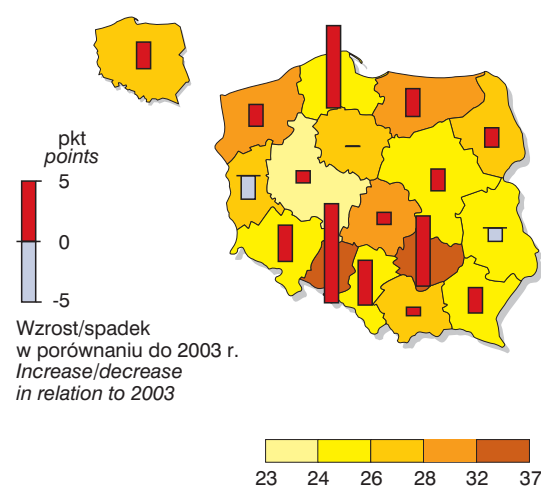 pkt
points
5
0
-5
Wzrost/spadek
w porównaniu do 2003 r.
Increase/decrease
in relation to 2003
23 24 26 28 32 37